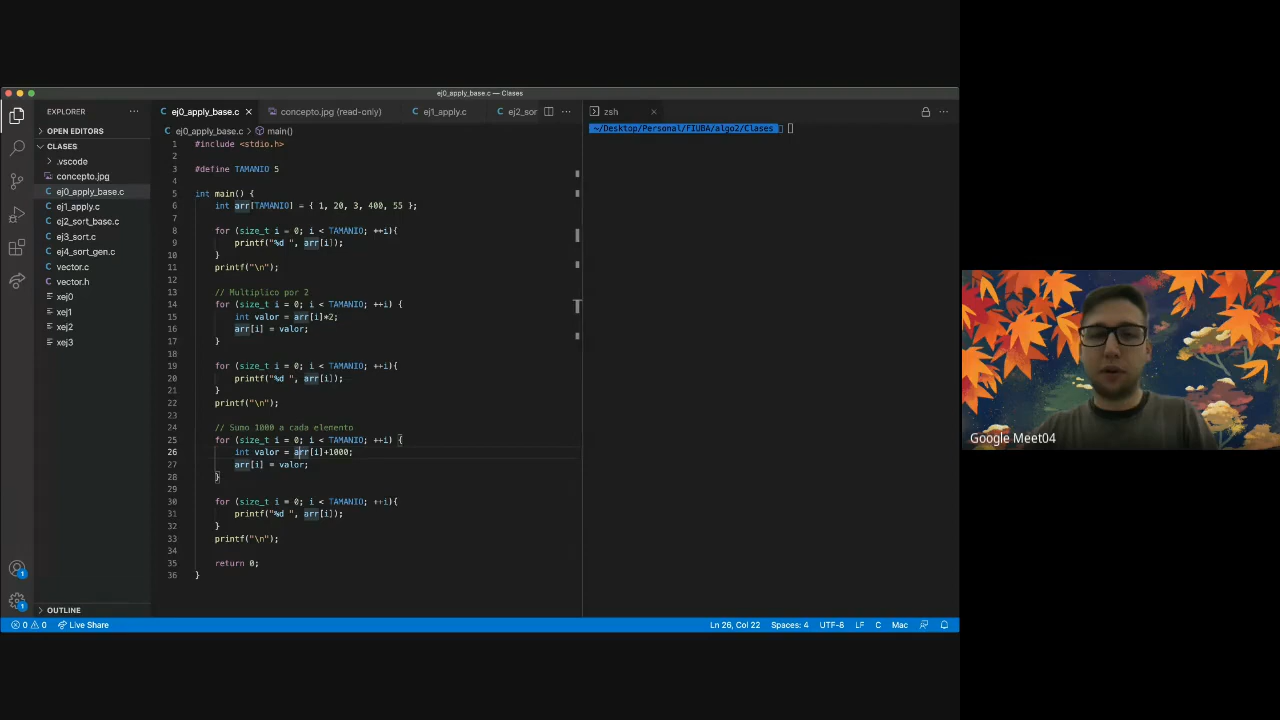 ej0_apply_base.c — Clases
EXPLORER
OPEN EDITORS
CLASES
.vscode
concepto.jpg
ej0_apply_base.c
ej1_apply.c
ej2_sort_base.c
ej3_sort.c
ej4_sort_gen.c
vector.c
vector.h
xej0
xej1
xej2
xej3
OUTLINE
ej0_apply_base.c
concepto.jpg (read-only)
ej1_apply.c
ej2_sor
ej0_apply_base.c > main()
1 #include <stdio.h>
2
3 #define TAMANIO 5
4
5 int main() {
6 int arr[TAMANIO] = { 1, 20, 3, 400, 55 };
7
8 for (size_t i = 0; i < TAMANIO; ++i){
9 printf("%d ", arr[i]);
10 }
11 printf("\n");
12
13 // Multiplico por 2
14 for (size_t i = 0; i < TAMANIO; ++i) {
15 int valor = arr[i]*2;
16 arr[i] = valor;
17 }
18
19 for (size_t i = 0; i < TAMANIO; ++i){
20 printf("%d ", arr[i]);
21 }
22 printf("\n");
23
24 // Sumo 1000 a cada elenento
25 for (size_t i = 0; i < TAMANIO; ++i) {
26 int valor = arr[i]+1000;
27 arr[i] = valor;
28 }
29
30 for (size_t i = 0; i < TAMANIO; ++i){
31 printf("%d ", arr[i]);
32 }
33 printf("\n");
34
35 return 0;
36 }
zsh
~/Desktop/Personal/FIUBA/algo2/Clases
Google Meet04
1
1
0 0 Live Share
Ln 26, Col 22 Spaces: 4 UTF-8 LF C Mac